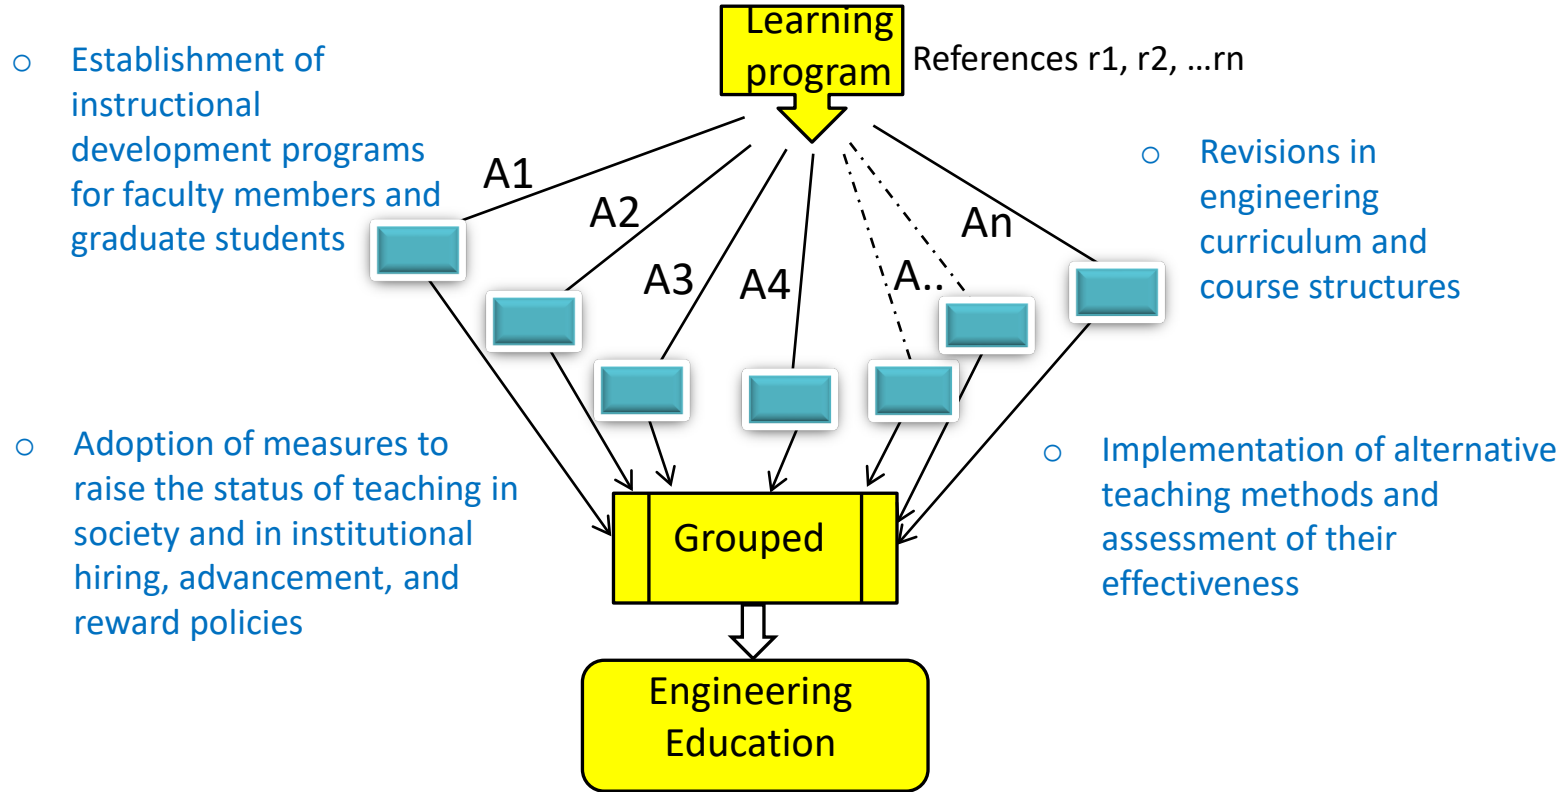 Learning
program
References r1, r2, …rn
○ Establishment of
instructional
development programs
for faculty members and
graduate students
○ Revisions in
engineering
curriculum and
course structures
A1
A2
A3
A4
A..
An
○ Adoption of measures to
raise the status of teaching in
society and in institutional
hiring, advancement, and
reward policies
○ Implementation of alternative
teaching methods and
assessment of their
effectiveness
Grouped
Engineering
Education